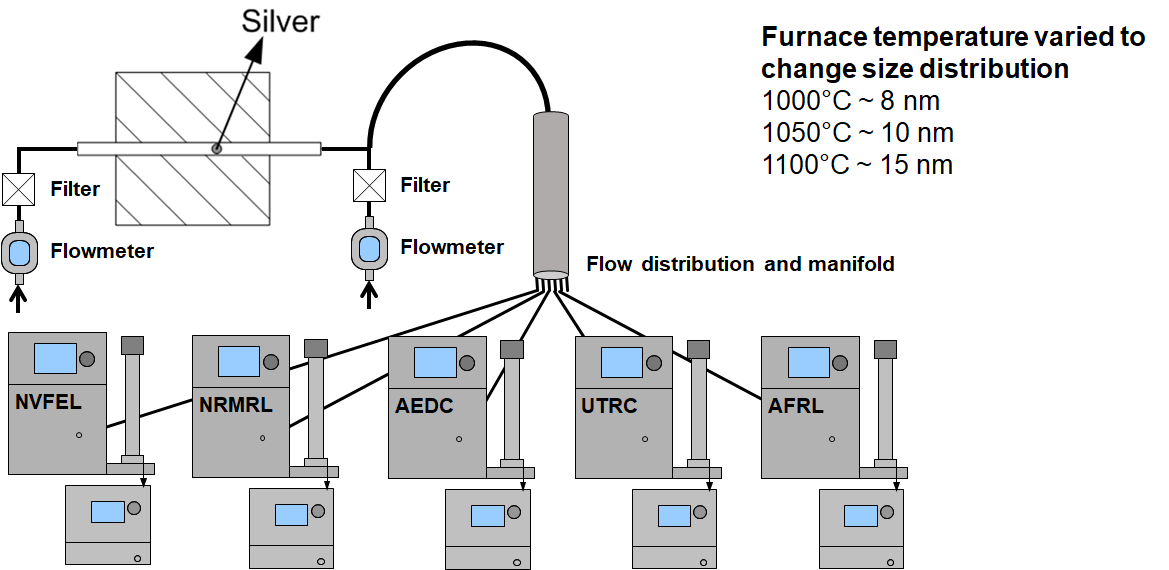 Silver
Furnace temperature varied to
change size distribution
1000°C ~ 8 nm
1050°C ~ 10 nm
1100°C ~ 15 nm
Filter
Filter
Flowmeter
Flowmeter
Flow distribution and manifold
NVFEL
NRMRL
AEDC
UTRC
AFRL